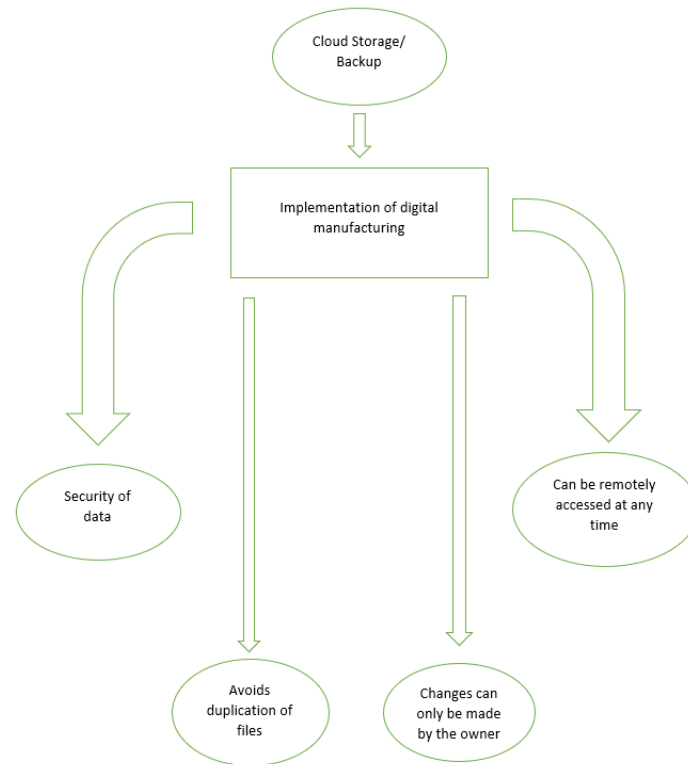 Cloud Storage/
Backup
Implementation of digital
manufacturing
Security of
data
Can be remotely
accessed at any
time
Avoids
duplication of
files
Changes can
only be made
by the owner